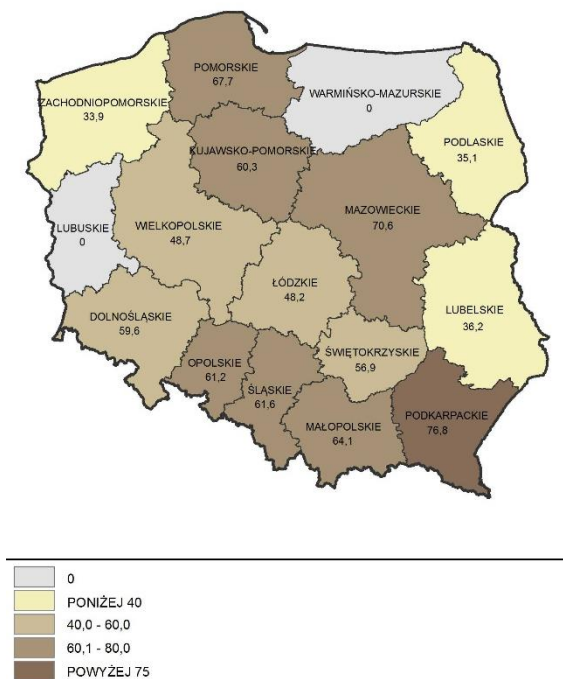 POMORSKIE
67,7
WARMIŃSKO-MAZURSKIE
0
ZACHODNIOPOMORSKIE
33,9
PODLASKIE
35,1
KUJAWSKO-POMORSKIE
60,3
MAZOWIECKIE
70,6
LUBUSKIE
0
WIELKOPOLSKIE
48,7
ŁÓDZKIE
48,2
LUBELSKIE
36,2
DOLNOŚLĄSKIE
59,6
ŚWIĘTOKRZYSKIE
56,9
OPOLSKIE
61,2
ŚLĄSKIE
61,6
MAŁOPOLSKIE
64,1
PODKARPACKIE
76,8
0
PONIŻEJ 40
40,0 - 60,0
60,1 - 80,0
POWYŻEJ 75